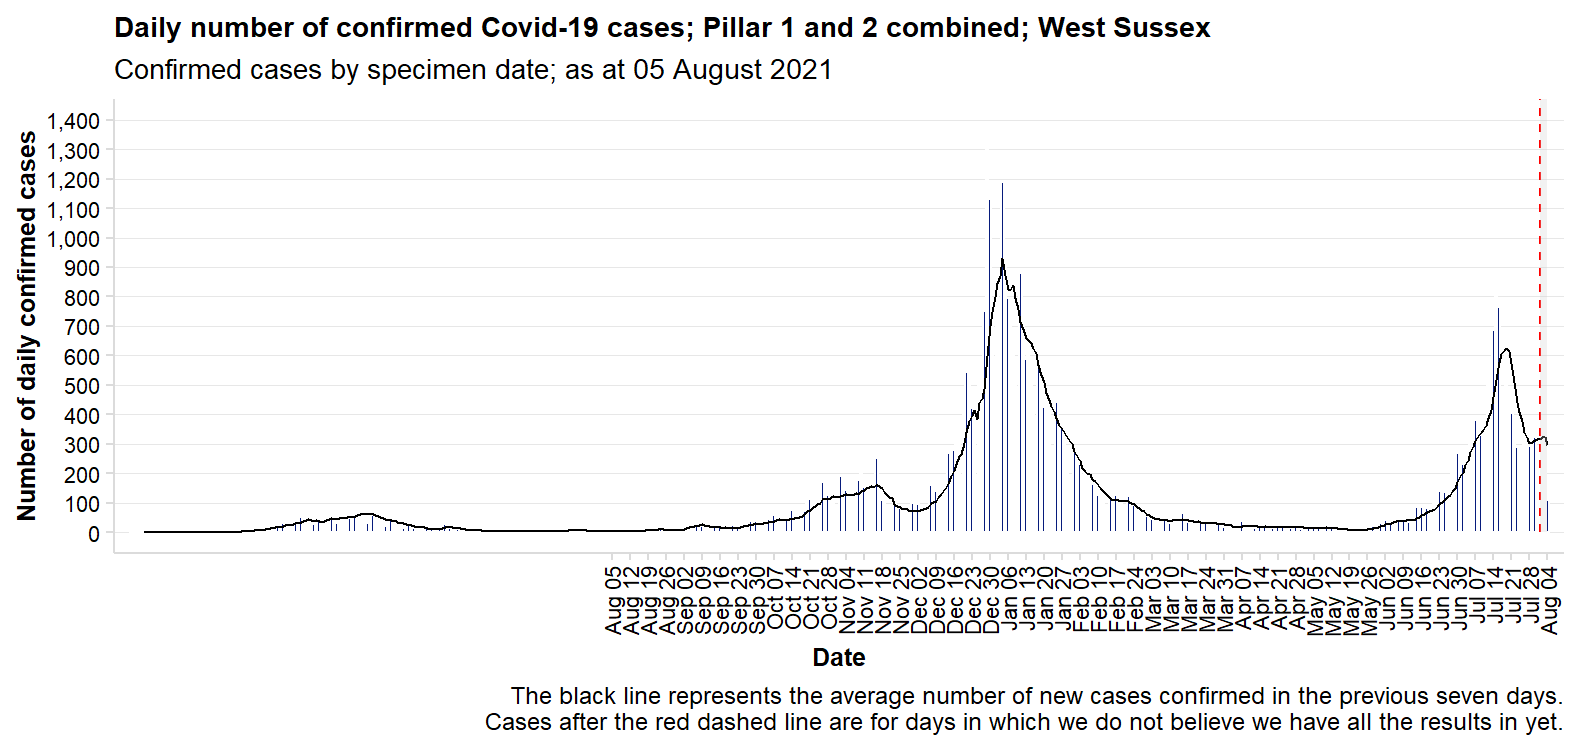 Daily number of confirmed Covid-19 cases; Pillar 1 and 2 combined; West Sussex
Confirmed cases by specimen date; as at 05 August 2021
Number of daily confirmed cases
1,400
1,300
1,200
1,100
1,000
900
800
700
600
500
400
300
200
100
0
Aug 05
Aug 12
Aug 19
Aug 26
Sep 02
Sep 09
Sep 16
Sep 23
Sep 30
Oct 07
Oct 14
Oct 21
Oct 28
Nov 04
Nov 11
Nov 18
Nov 25
Dec 02
Dec 09
Dec 16
Dec 23
Dec 30
Jan 06
Jan 13
Jan 20
Jan 27
Feb 03
Feb 10
Feb 17
Feb 24
Mar 03
Mar 10
Mar 17
Mar 24
Mar 31
Apr 07
Apr 14
Apr 21
Apr 28
May 05
May 12
May 19
May 26
Jun 02
Jun 09
Jun 16
Jun 23
Jun 30
Jul 07
Jul 14
Jul 21
Jul 28
Aug 04
Date
The black line represents the average number of new cases confirmed in the previous seven days.
Cases after the red dashed line are for days in which we do not believe we have all the results in yet.